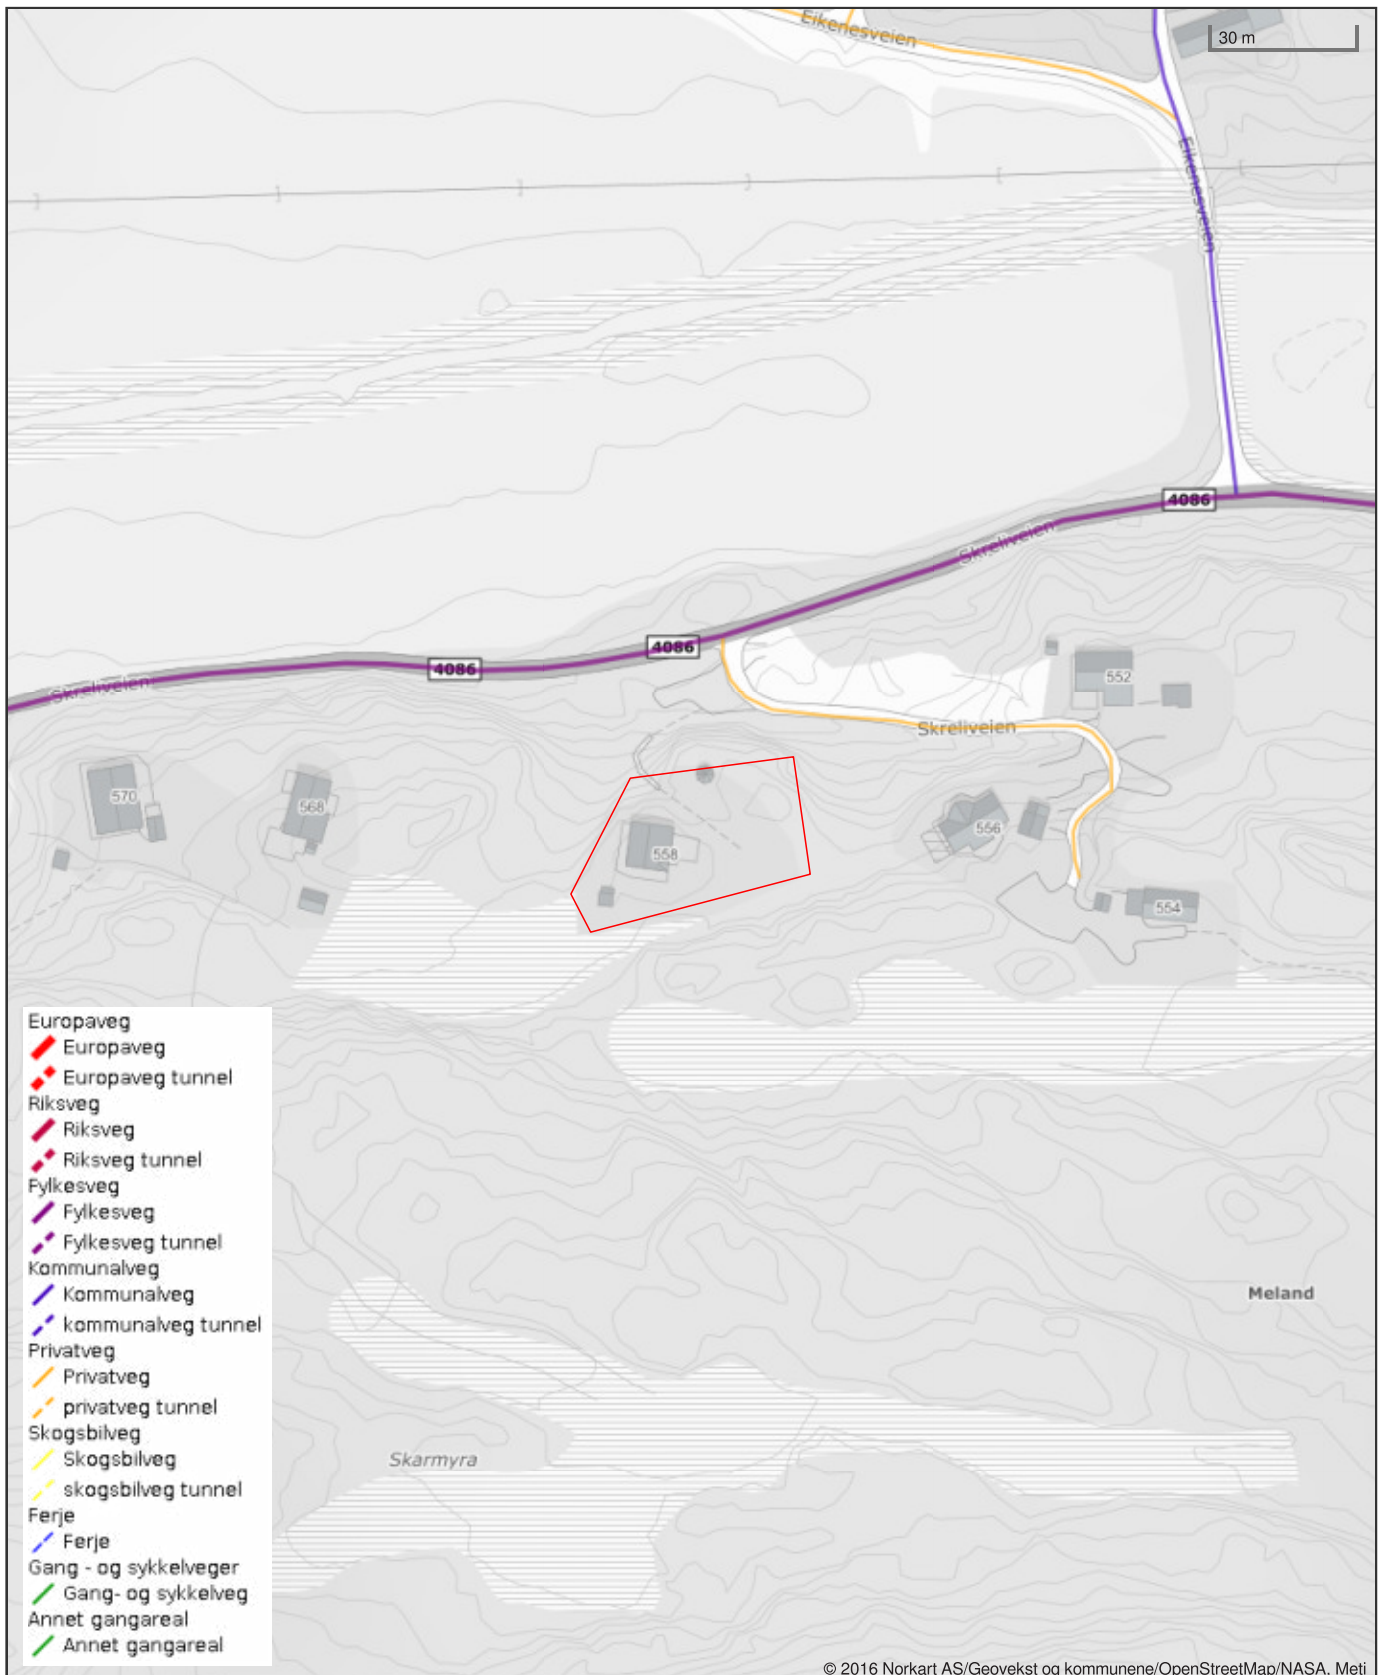 Eikenesveien
30 m
Eikenesveien
4086
Skreliveien
4086
4086
Skreliveien
552
Skreliveien
570
568
558
556
554
Europaveg
Europaveg
Europaveg tunnel
Riksveg
Riksveg
Riksveg tunnel
Fylkesveg
Fylkesveg
Fylkesveg tunnel
Kommunalveg
Kommunalveg
kommunalveg tunnel
Privatveg
Privatveg
privatveg tunnel
Skogsbilveg
Skogsbilveg
skogsbilveg tunnel
Ferje
Ferje
Gang - og sykkelveger
Gang- og sykkelveg
Annet gangareal
Annet gangareal
Meland
Skarmyra
© 2016 Norkart AS/Geovekst og kommunene/OpenStreetMap/NASA, Meti